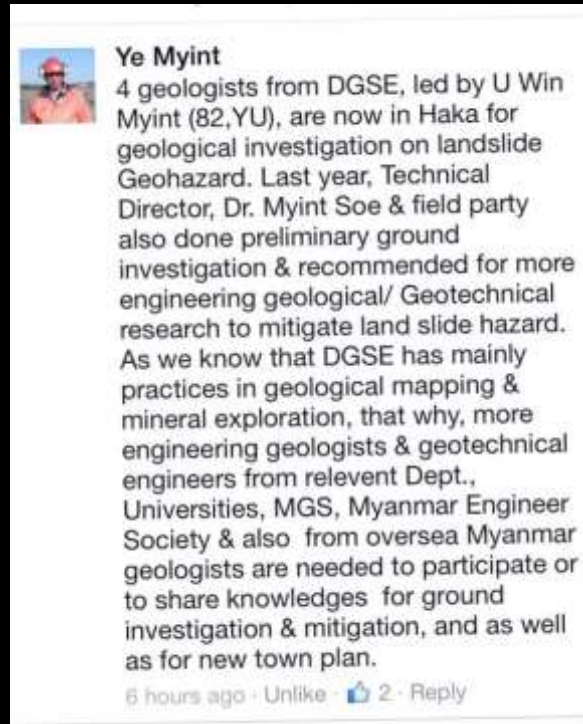 Ye Myint
4 geologists from DGSE, led by U Win
Myint (82,YU), are now in Haka for
geological investigation on landslide
Geohazard. Last year, Technical
Director, Dr. Myint Soe & field party
also done preliminary ground
investigation & recommended for more
engineering geological/ Geotechnical
research to mitigate land slide hazard.
As we know that DGSE has mainly
practices in geological mapping &
mineral exploration, that why, more
engineering geologists & geotechnical
engineers from relevent Dept.,
Universities, MGS, Myanmar Engineer
Society & also from oversea Myanmar
geologists are needed to participate or
to share knowledges for ground
investigation & mitigation, and as well
as for new town plan.
6 hours ago · Unlike · 2 · Reply